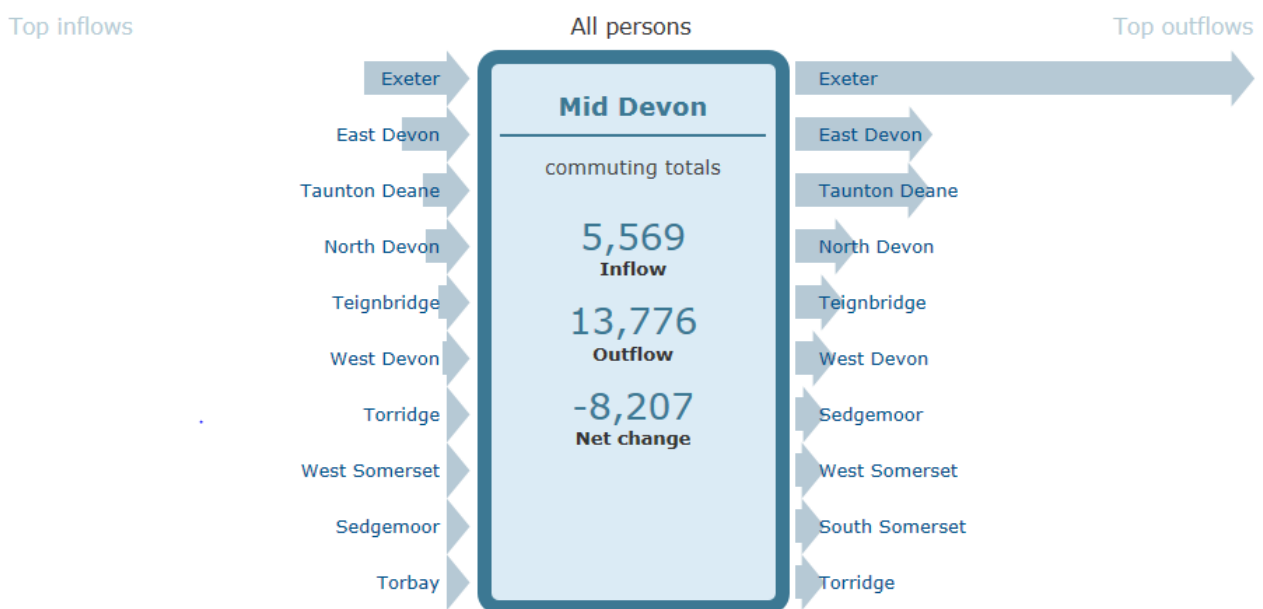 Top inflows
All persons
Top outflows
Exeter
East Devon
Taunton Deane
North Devon
Teignbridge
West Devon
Torridge
West Somerset
Sedgemoor
Torbay
Mid Devon
commuting totals
5,569
Inflow
13,776
Outflow
-8,207
Net change
Exeter
East Devon
Taunton Deane
North Devon
Teignbridge
West Devon
Sedgemoor
West Somerset
South Somerset
Torridge